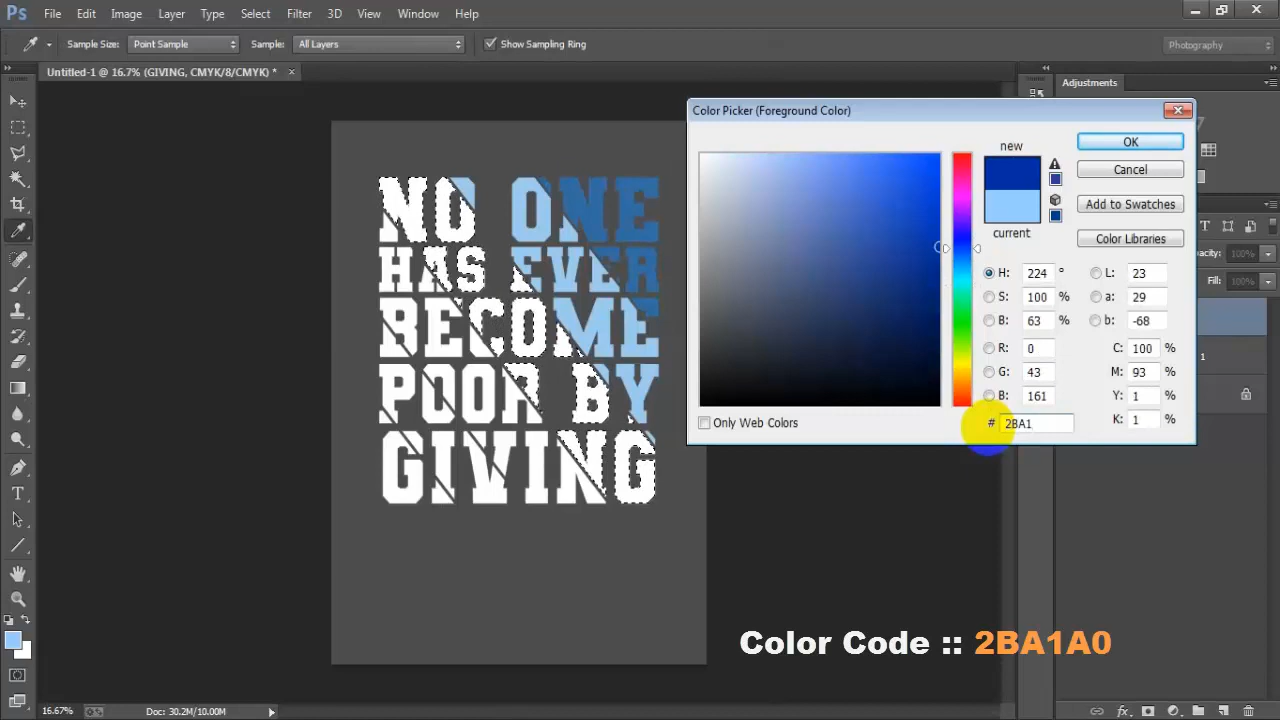 Ps File Edit Image Layer Type Select Filter 3D View Window Help
Sample Size: Point Sample Sample: All Layers Show Sampling Ring Photography
Untitled-1 @ 16.7% (GIVING, CMYK/8/CMYK) * Adjustments
Color Picker (Foreground Color)
new
OK
Cancel
Add to Swatches
current
Color Libraries
H: 224 ° L: 23
S: 100 % a: 29
B: 63 % b: -68
R: 0 C: 100 %
G: 43 M: 93 %
B: 161 Y: 1 %
Only Web Colors # 2BA1 K: 1 %
NO ONE
HAS EVER
BECOME
POOR BY
GIVING
T
pacity: 100%
Fill: 100%
1
T
Color Code :: 2BA1A0
16.67% Doc: 30.2M/10.00M
fx